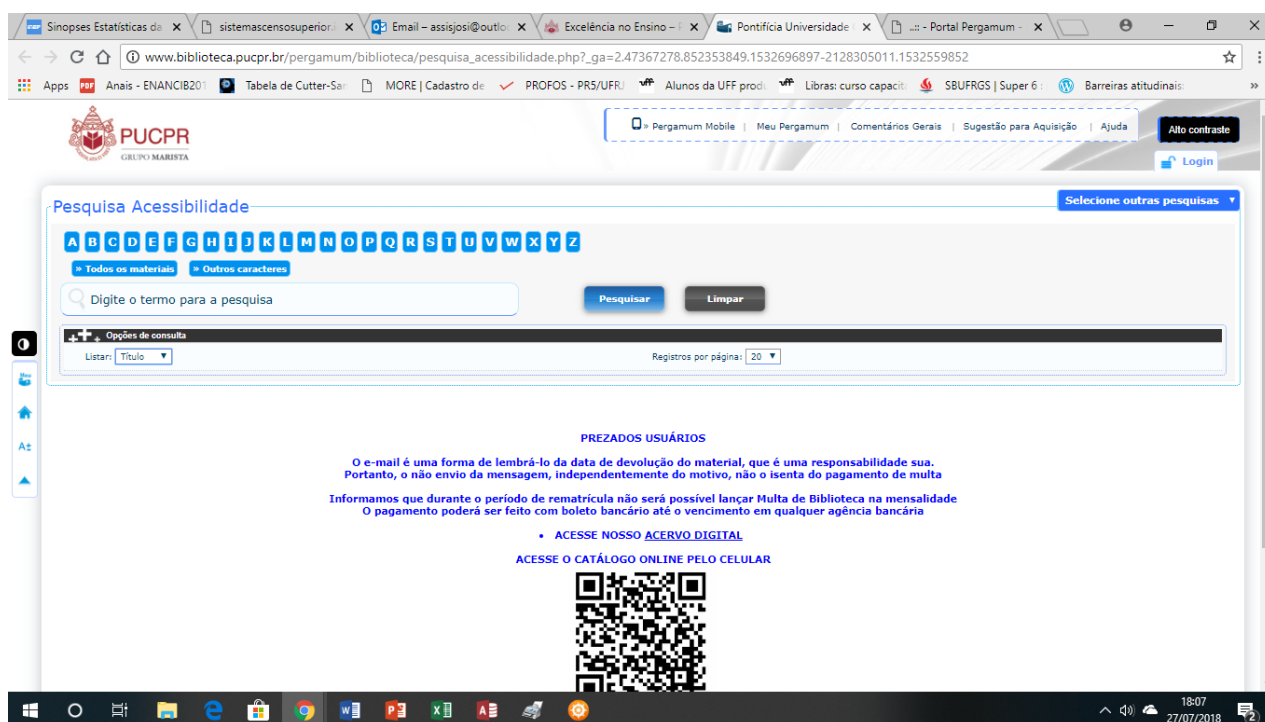 Sinopses Estatísticas da
sistemascensosuperior.i
Email – assisjosi@outlo
Excelência no Ensino – P
Pontifícia Universidade
..:: - Portal Pergamum -
www.biblioteca.pucpr.br/pergamum/biblioteca/pesquisa_acessibilidade.php?_ga=2.47367278.852353849.1532696897-2128305011.1532559852
Apps
Anais - ENANCIB201
Tabela de Cutter-San
MORE | Cadastro de
PROFOS - PR5/UFRJ
Alunos da UFF produ
Libras: curso capacit
SBUFRGS | Super 6
Barreiras atitudinais:
PUCPR
GRUPO MARISTA
» Pergamum Mobile | Meu Pergamum | Comentários Gerais | Sugestão para Aquisição | Ajuda
Alto contraste
Login
Pesquisa Acessibilidade
Selecione outras pesquisas
A B C D E F G H I J K L M N O P Q R S T U V W X Y Z
» Todos os materiais » Outros caracteres
Digite o termo para a pesquisa
Pesquisar
Limpar
Opções de consulta
Listar: Título
Registros por página: 20
A±
PREZADOS USUÁRIOS
O e-mail é uma forma de lembrá-lo da data de devolução do material, que é uma responsabilidade sua.
Portanto, o não envio da mensagem, independentemente do motivo, não o isenta do pagamento de multa
Informamos que durante o período de rematrícula não será possível lançar Multa de Biblioteca na mensalidade
O pagamento poderá ser feito com boleto bancário até o vencimento em qualquer agência bancária
• ACESSE NOSSO ACERVO DIGITAL
ACESSE O CATÁLOGO ONLINE PELO CELULAR
18:07
27/07/2018